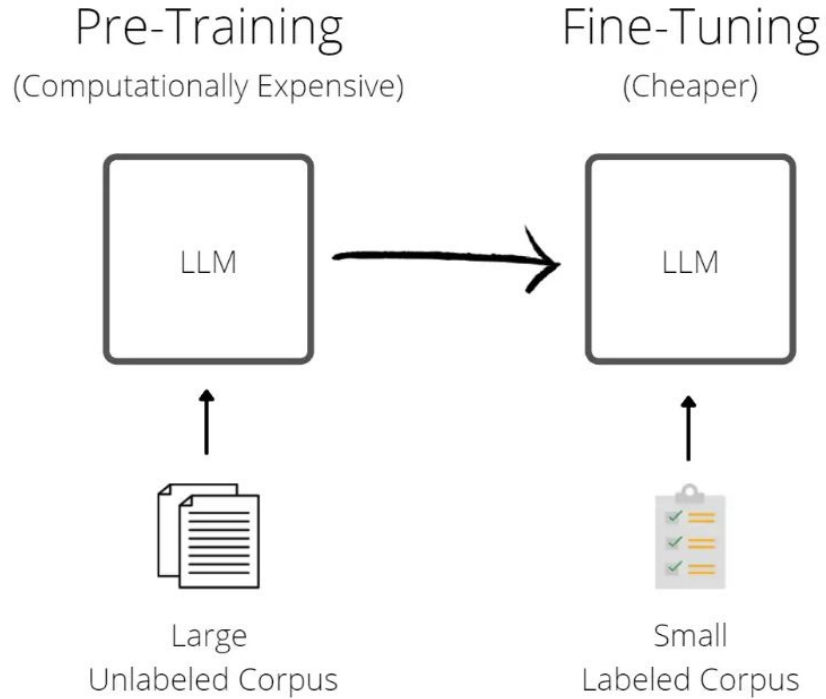 Pre-Training
(Computationally Expensive)
LLM
Large
Unlabeled Corpus
Fine-Tuning
(Cheaper)
LLM
Small
Labeled Corpus